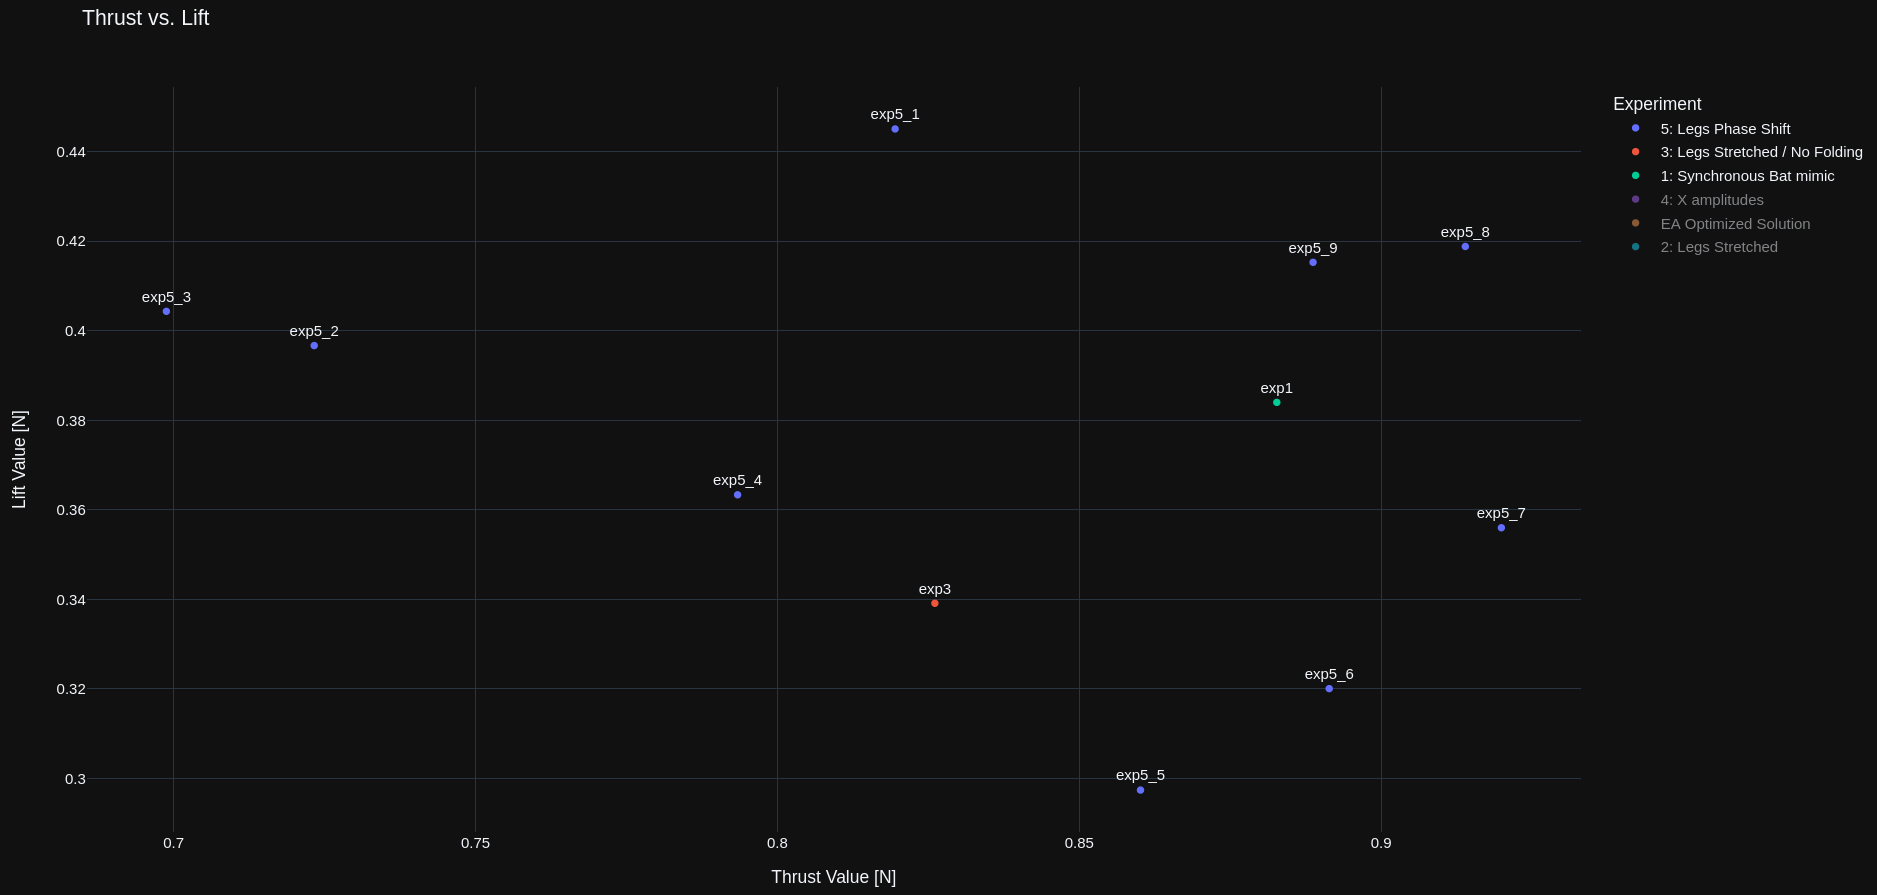 Thrust vs. Lift
Experiment
5: Legs Phase Shift
3: Legs Stretched / No Folding
1: Synchronous Bat mimic
4: X amplitudes
EA Optimized Solution
2: Legs Stretched
exp5_1
exp5_8
exp5_9
exp5_3
exp5_2
exp1
exp5_4
exp5_7
exp3
exp5_6
exp5_5
Lift Value [N]
0.44
0.42
0.4
0.38
0.36
0.34
0.32
0.3
0.7
0.75
0.8
0.85
0.9
Thrust Value [N]